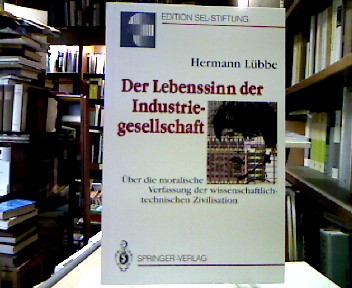 EDITION SEL-STIFTUNG
Hermann Lübbe
Der Lebenssinn der
Industrie-
gesellschaft
Über die moralische
Verfassung der wissenschaftlich-
technischen Zivilisation
SPRINGER-VERLAG